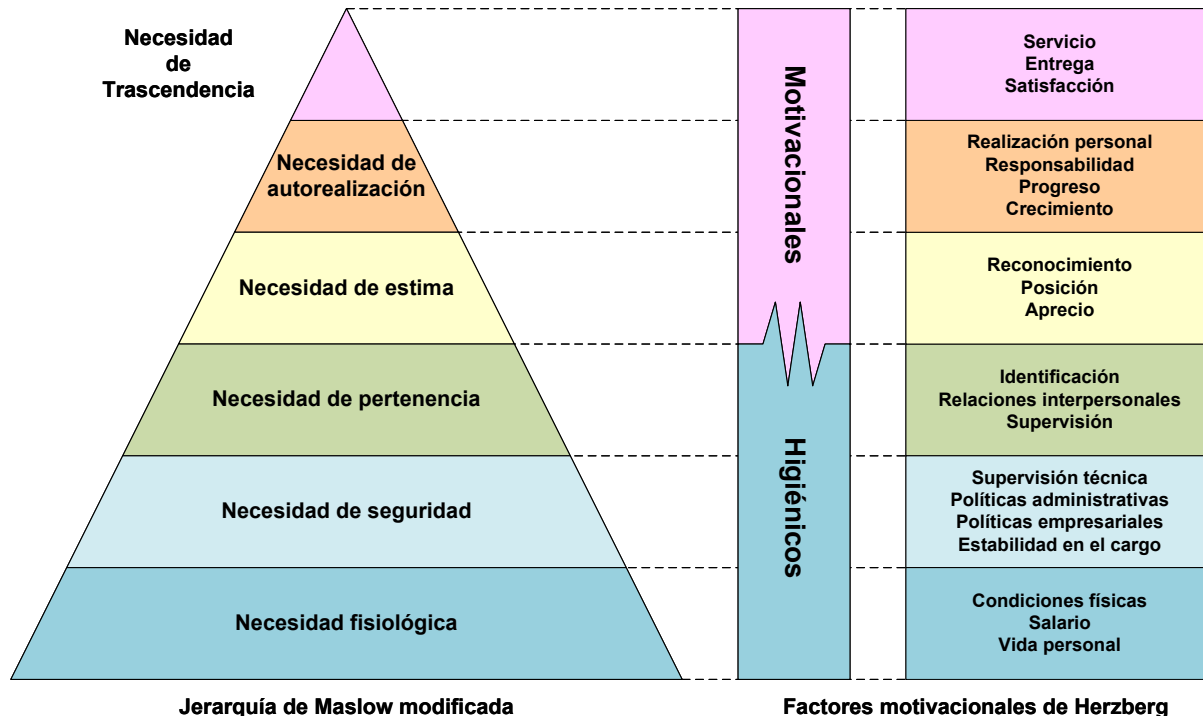 Necesidad
de
Trascendencia
Necesidad de
autorealización
Necesidad de estima
Necesidad de pertenencia
Necesidad de seguridad
Necesidad fisiológica
Jerarquía de Maslow modificada
Motivacionales
Higiénicos
Servicio
Entrega
Satisfacción
Realización personal
Responsabilidad
Progreso
Crecimiento
Reconocimiento
Posición
Aprecio
Identificación
Relaciones interpersonales
Supervisión
Supervisión técnica
Políticas administrativas
Políticas empresariales
Estabilidad en el cargo
Condiciones físicas
Salario
Vida personal
Factores motivacionales de Herzberg